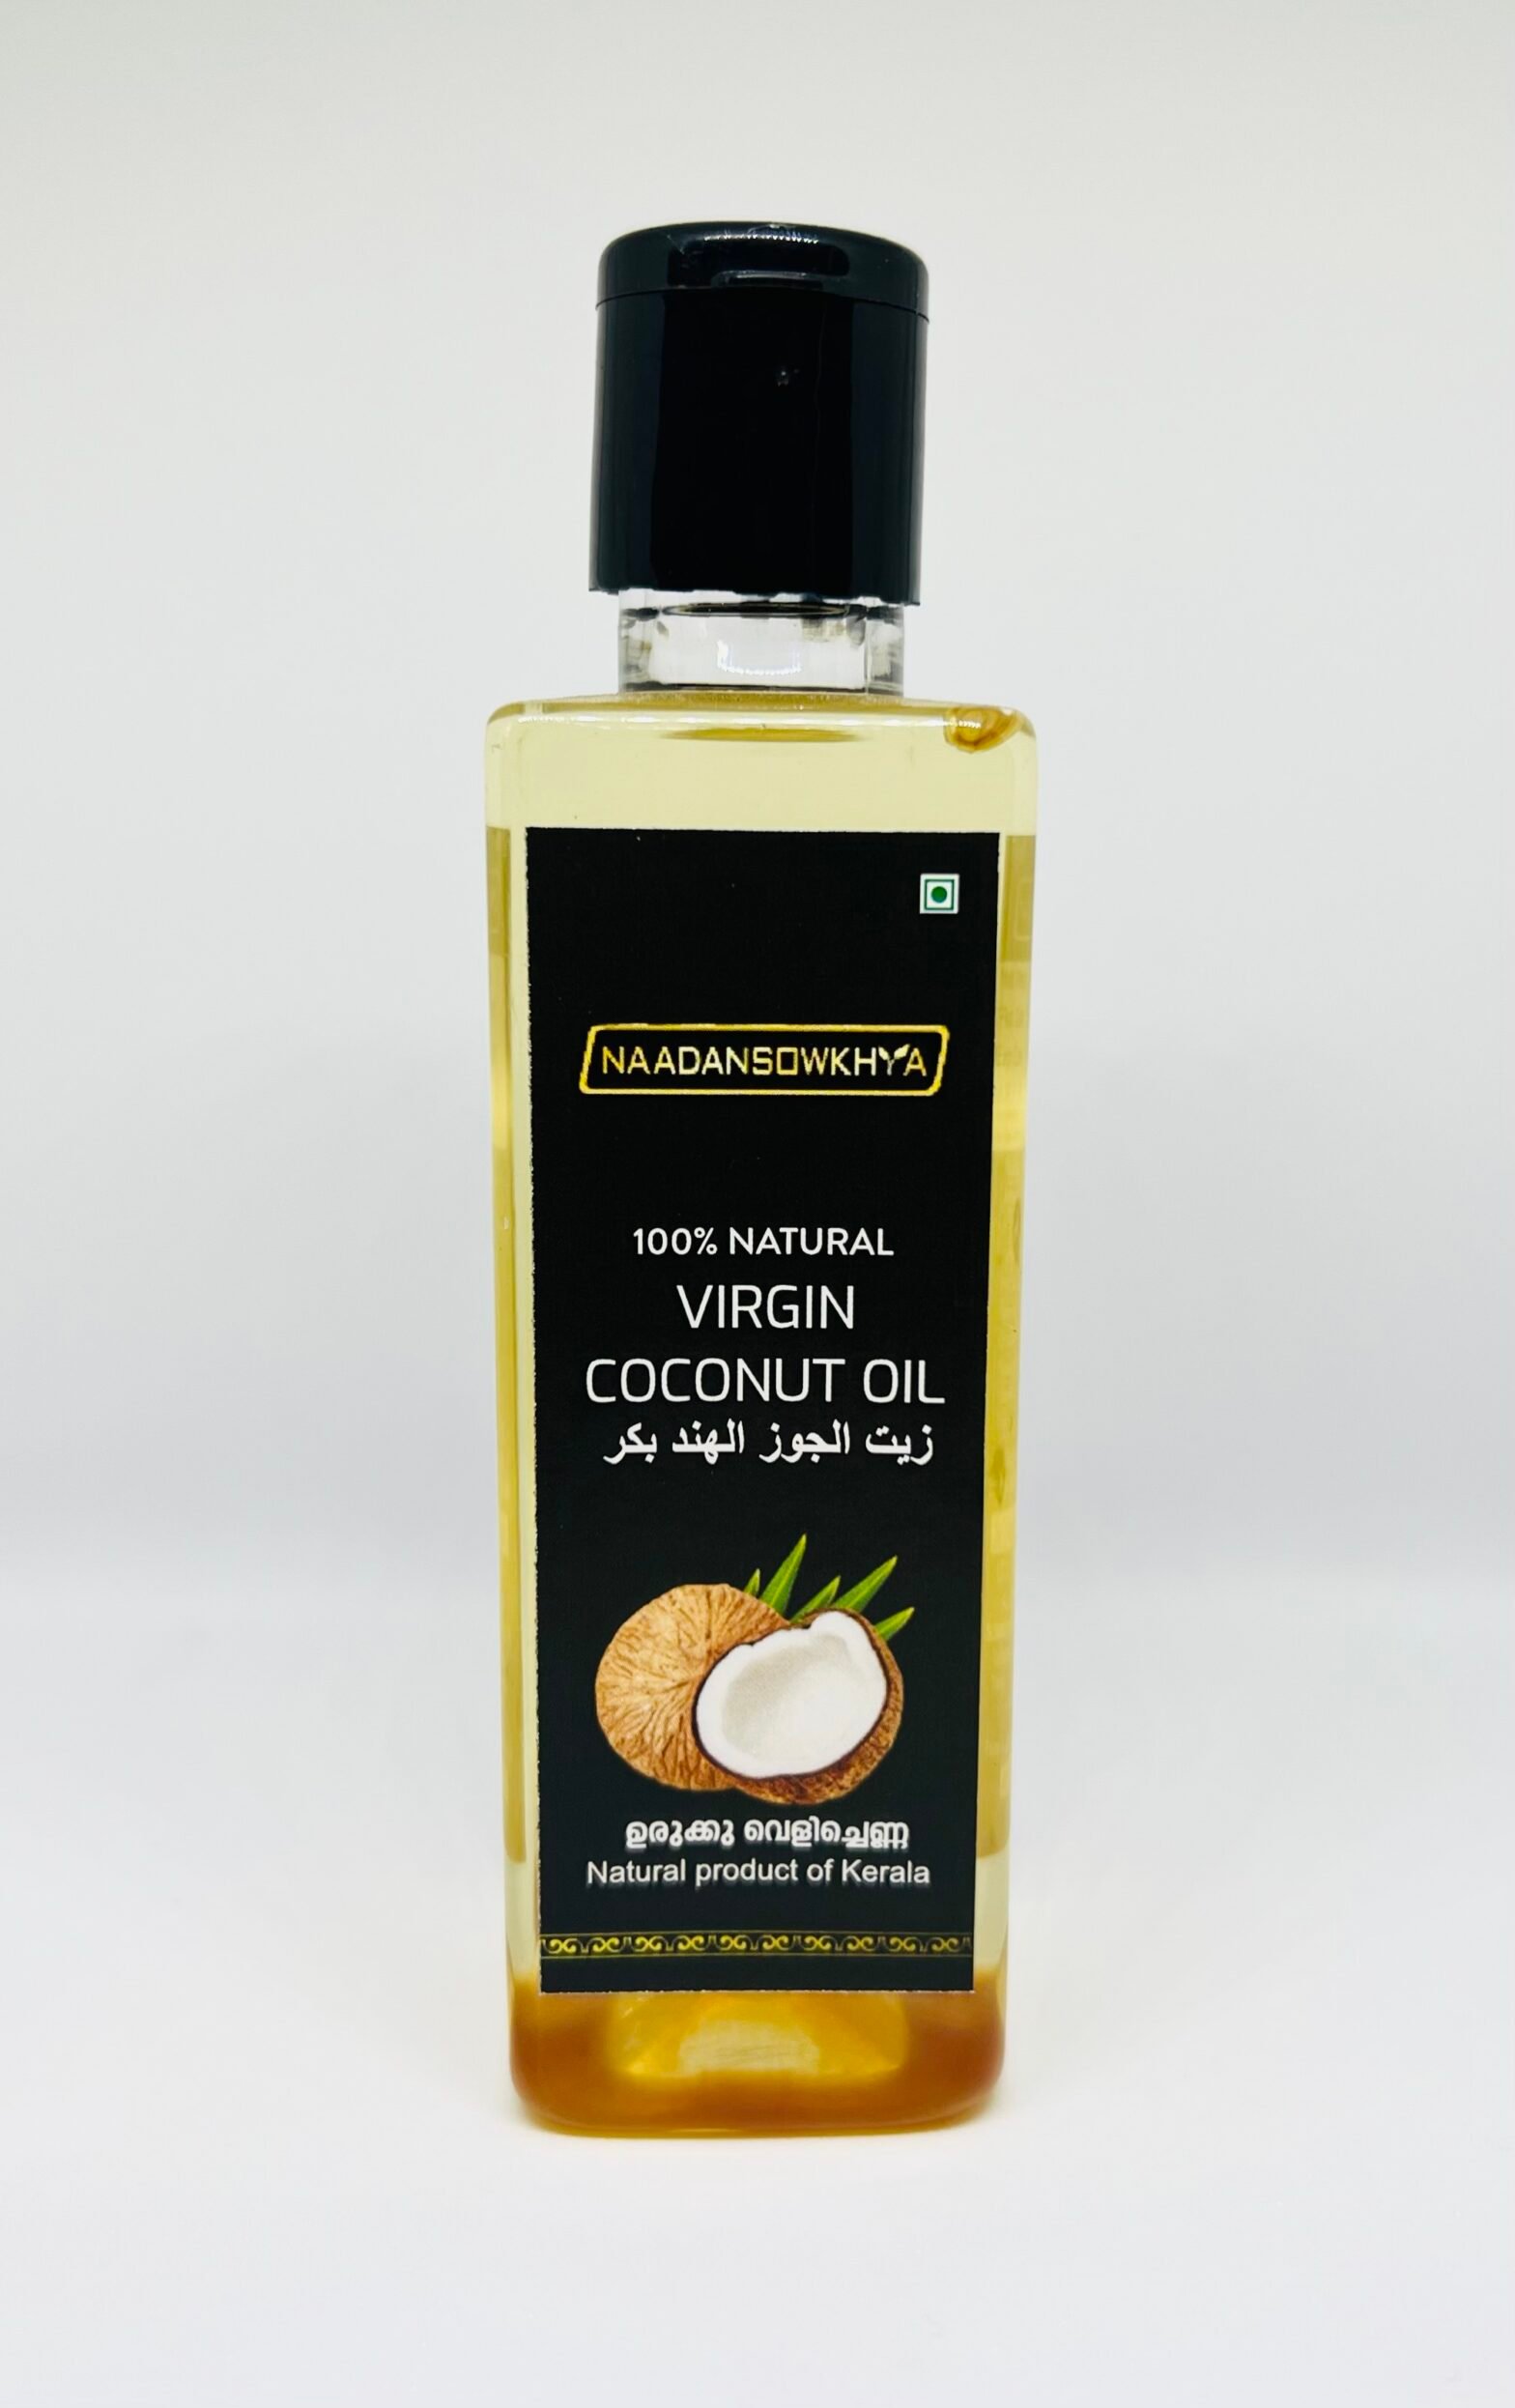 NAADANSOWKHYA
100% NATURAL
VIRGIN
COCONUT OIL
زيت الجوز الهند بكر
ഉരുക്കു വെളിച്ചെണ്ണ
Natural product of Kerala